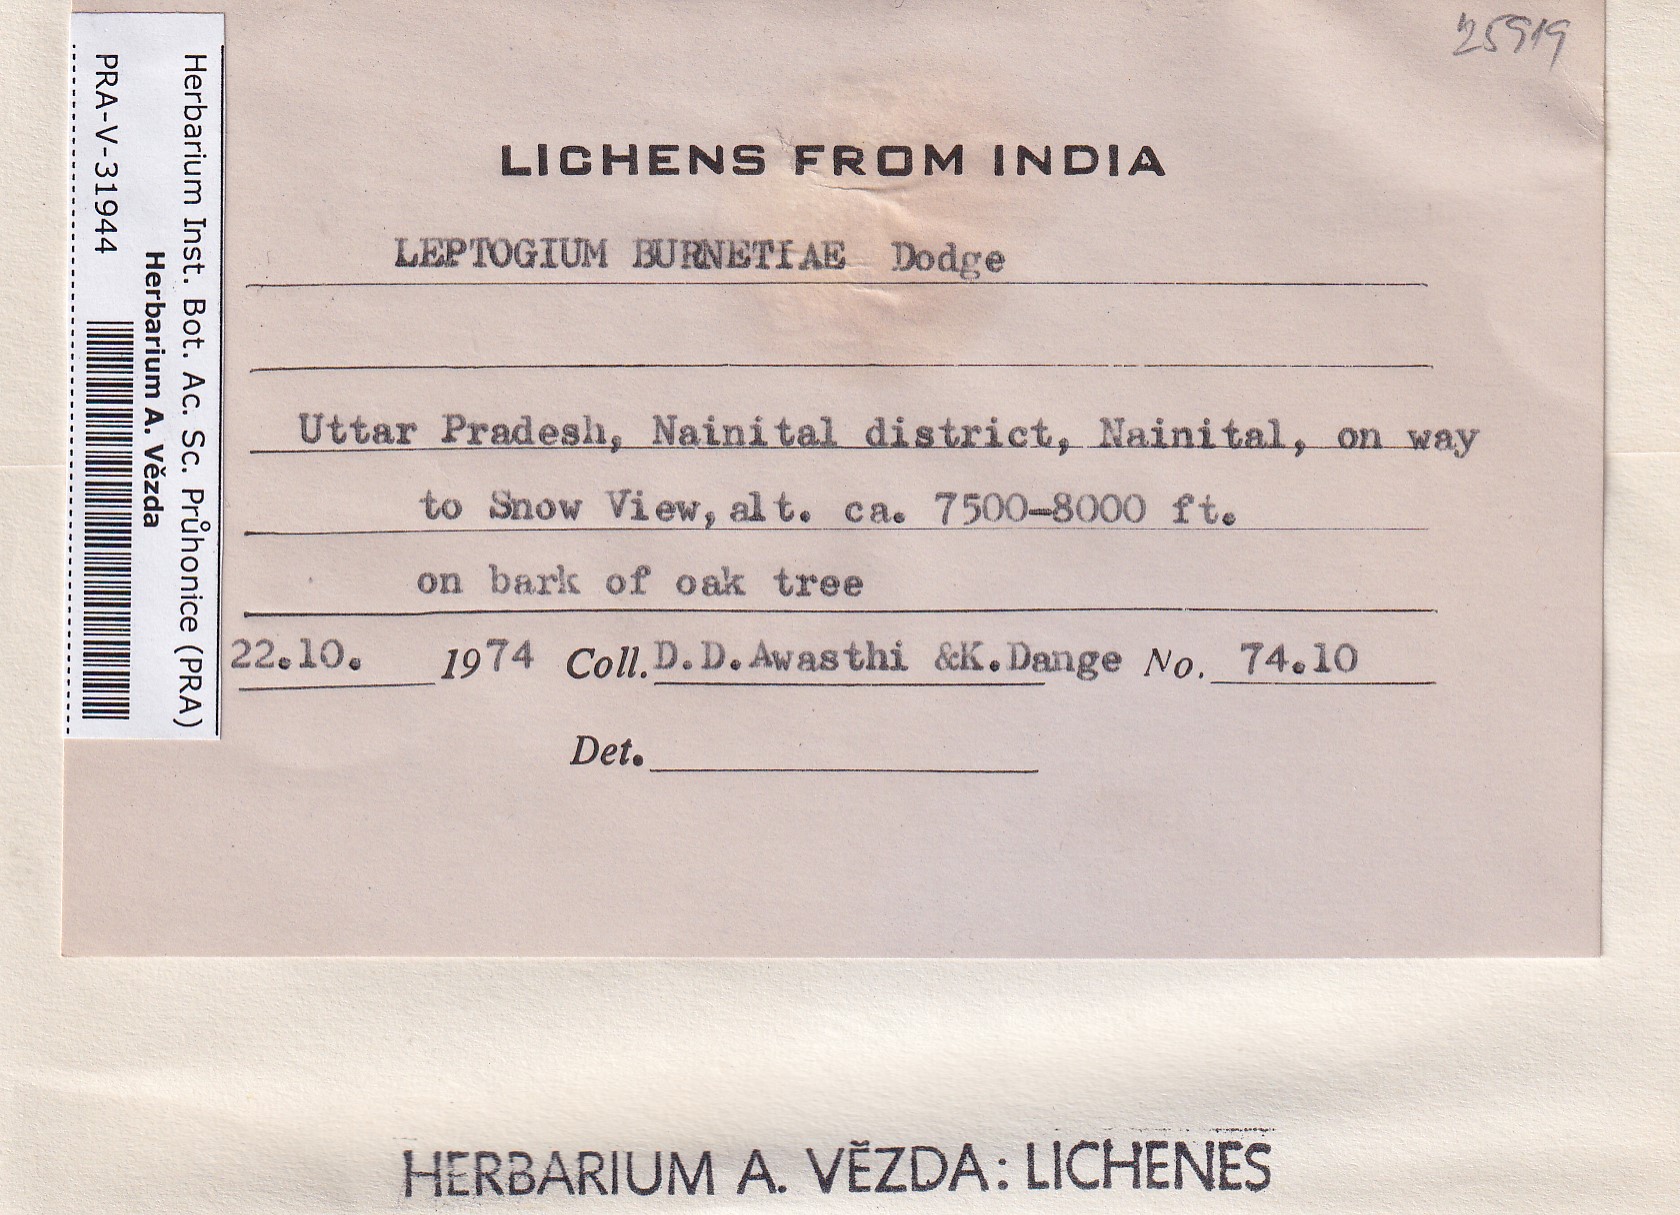 25919
LICHENS FROM INDIA
LEPTOGIUM BURNETIAE Dodge
Uttar Pradesh, Nainital district, Nainital, on way
to Snow View, alt. ca. 7500-8000 ft.
on bark of oak tree
22.10. 1974 Coll. D.D.Awasthi &K.Dange No. 74.10
Det.
Herbarium Inst. Bot. Ac. Sc. Průhonice (PRA)
Herbarium A. Vězda
PRA-V-31944
HERBARIUM A. VĚZDA: LICHENES